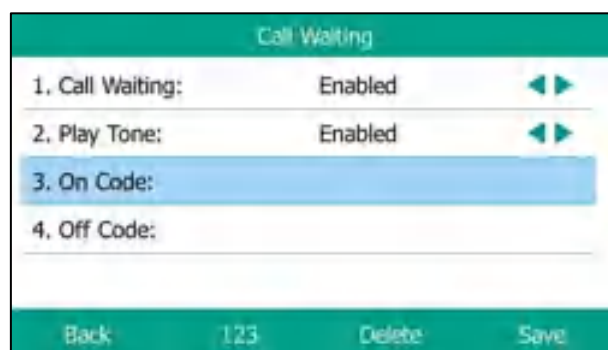 Call Waiting
1. Call Waiting: Enabled
2. Play Tone: Enabled
3. On Code:
4. Off Code:
Back 123 Delete Save